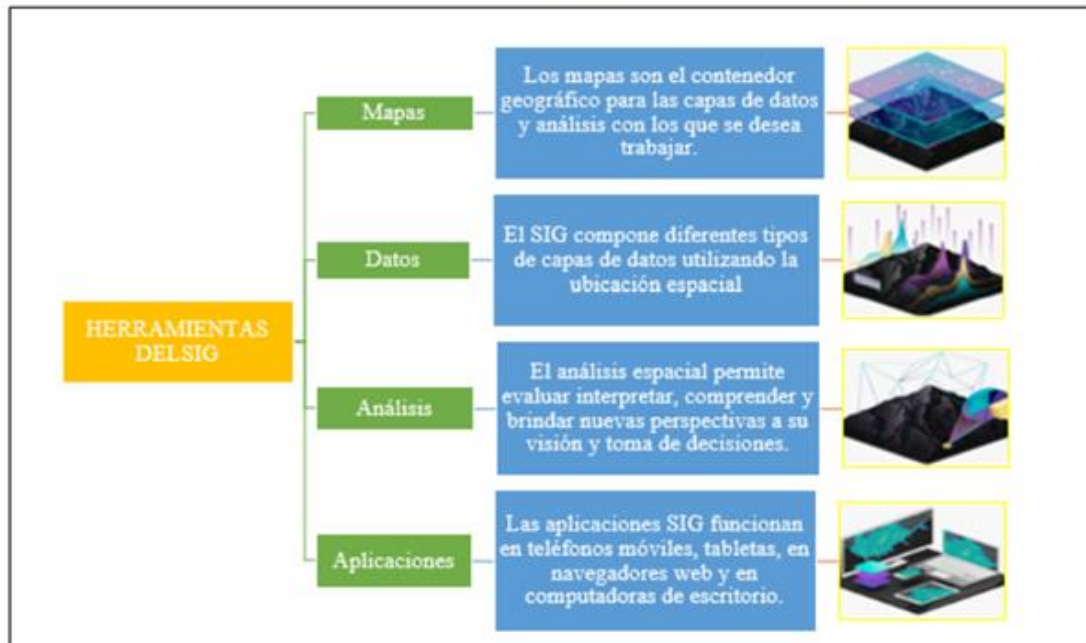 HERRAMIENTAS
DELSIG
Mapas
Los mapas son el contenedor
geográfico para las capas de datos
y análisis con los que se desea
trabajar.
Datos
El SIG compone diferentes tipos
de capas de datos utilizando la
ubicación espacial
Análisis
El análisis espacial permite
evaluar interpretar, comprender y
brindar nuevas perspectivas a su
visión y toma de decisiones.
Aplicaciones
Las aplicaciones SIG funcionan
en teléfonos móviles, tabletas, en
navegadores web y en
computadoras de escritorio.